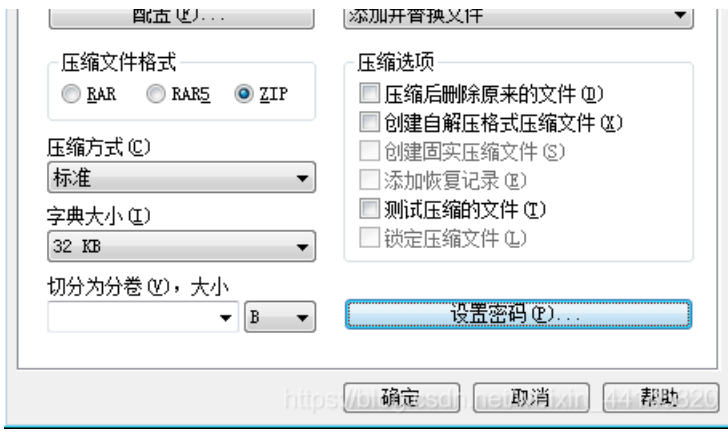 配置(F)...
添加并替换文件
压缩文件格式
RAR RAR5 ZIP
压缩方式(C)
标准
字典大小(I)
32 KB
切分为分卷(V)，大小
B
压缩选项
压缩后删除原来的文件(D)
创建自解压格式压缩文件(X)
创建固实压缩文件(S)
添加恢复记录(E)
测试压缩的文件(T)
锁定压缩文件(L)
设置密码(P)...
确定 取消 帮助